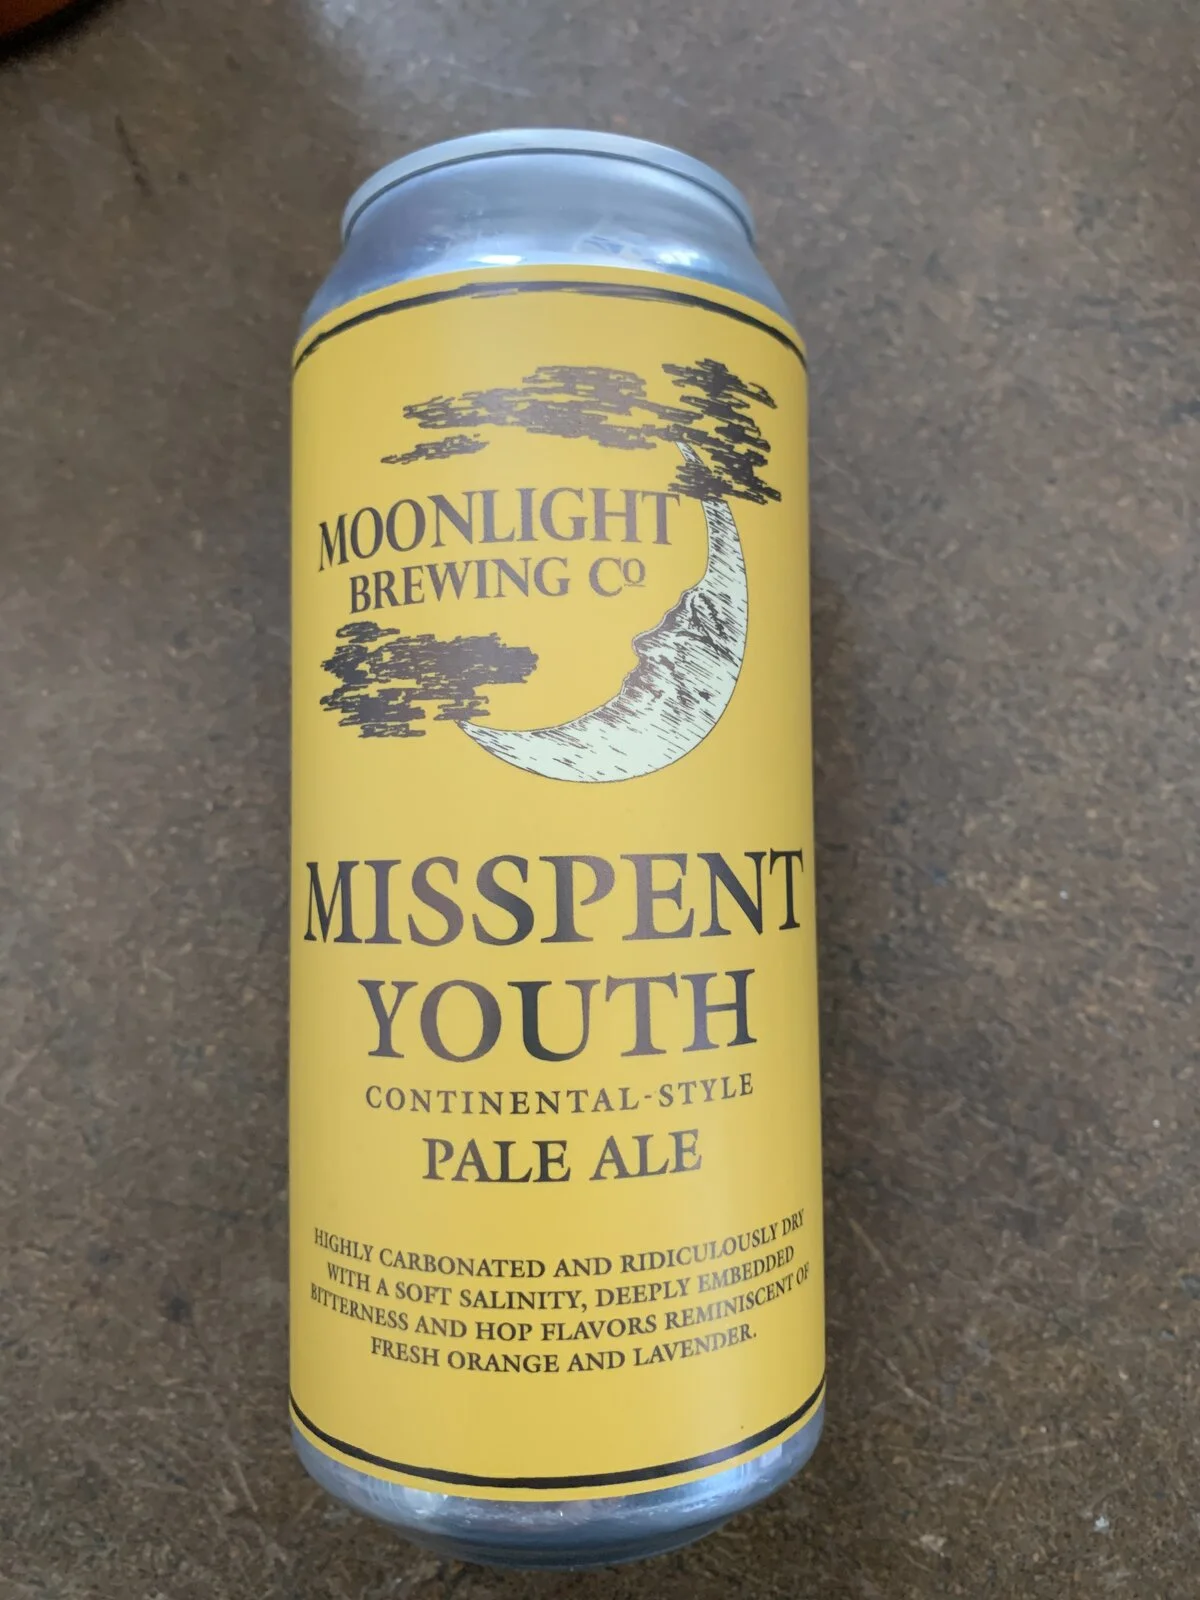 MOONLIGHT
BREWING Co
MISSPENT
YOUTH
CONTINENTAL-STYLE
PALE ALE
HIGHLY CARBONATED AND RIDICULOUSLY DRY
WITH A SOFT SALINITY, DEEPLY EMBEDDED
BITTERNESS AND HOP FLAVORS REMINISCENT OF
FRESH ORANGE AND LAVENDER.